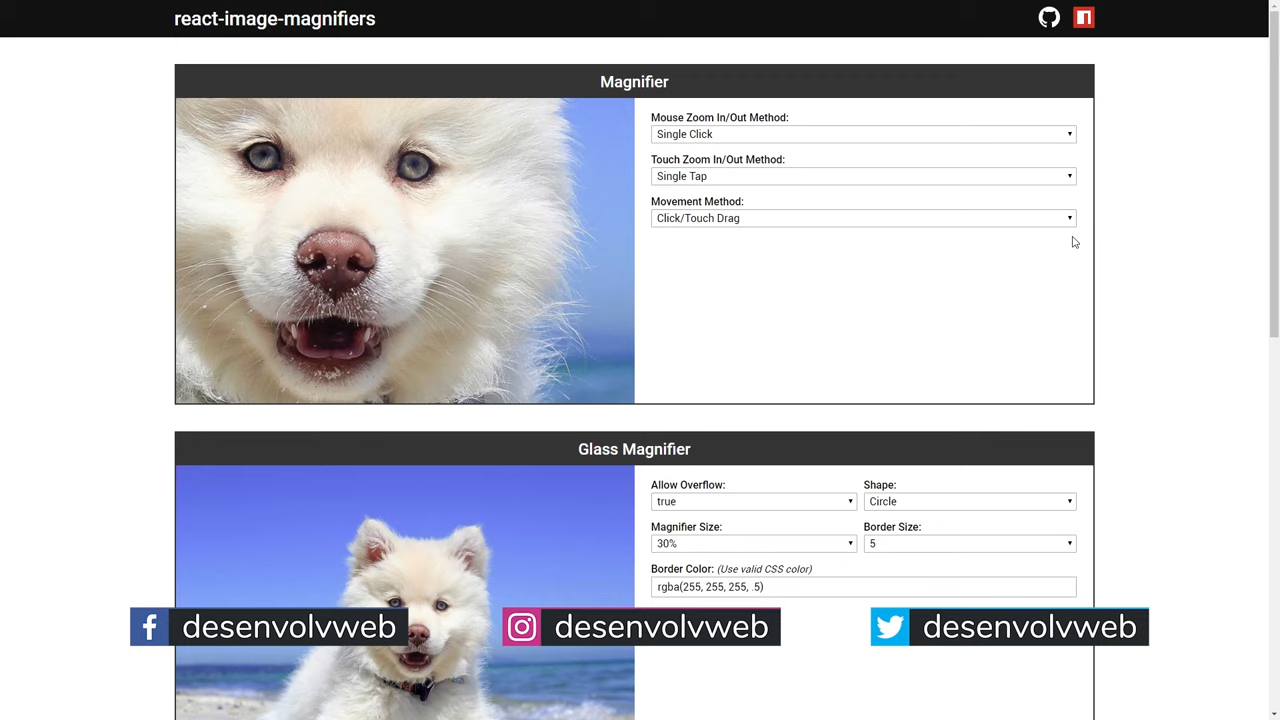 react-image-magnifiers
Magnifier
Mouse Zoom In/Out Method:
Single Click
Touch Zoom In/Out Method:
Single Tap
Movement Method:
Click/Touch Drag
Glass Magnifier
Allow Overflow:
true
Shape:
Circle
Magnifier Size:
30%
Border Size:
5
Border Color: (Use valid CSS color)
rgba(255, 255, 255, .5)
desenvolvweb
desenvolvweb
desenvolvweb